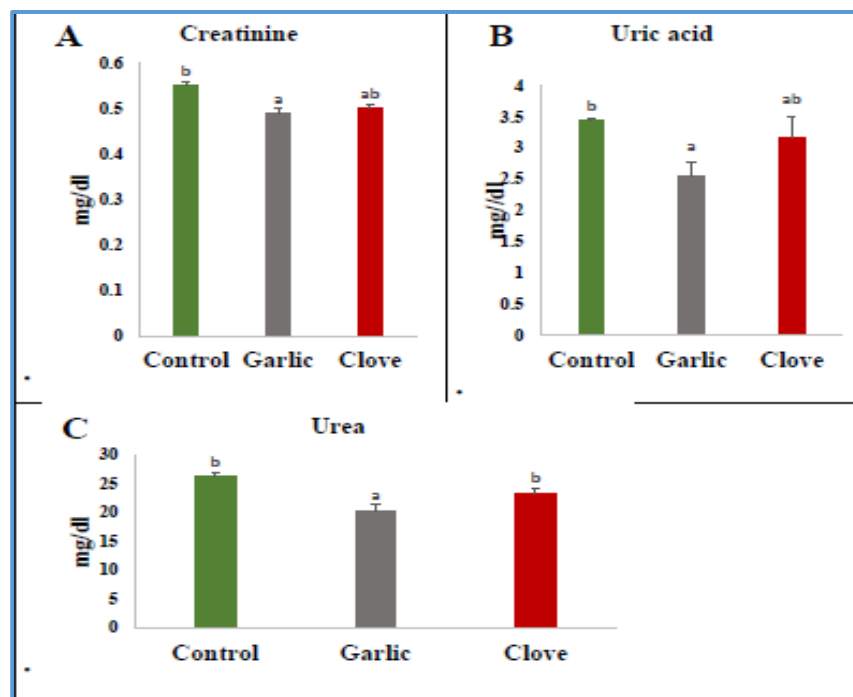 A Creatinine
0.6
0.5
0.4
0.3
0.2
0.1
0
mg/dl
b
a
ab
Control Garlic Clove
B Uric acid
4
3.5
3
2.5
2
1.5
1
0.5
0
mg//dl
b
a
ab
Control Garlic Clove
C Urea
30
25
20
15
10
5
0
mg/dl
b
a
b
Control Garlic Clove